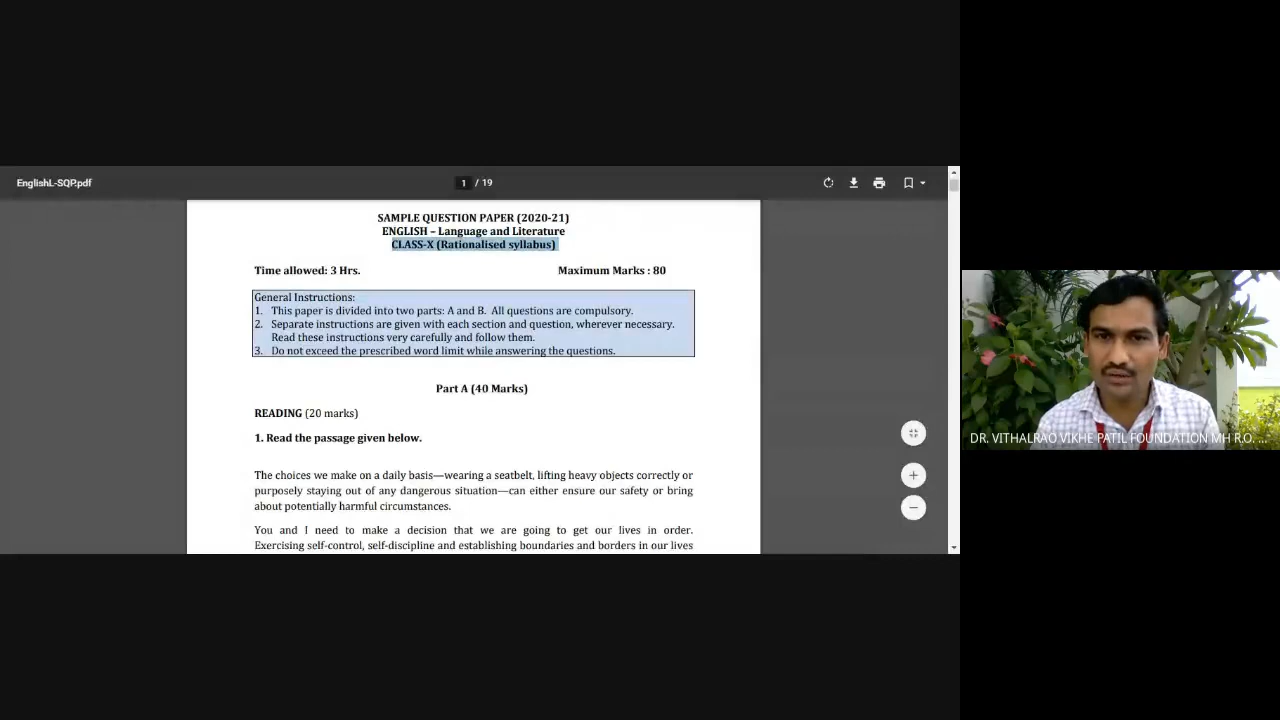 EnglishL-SQP.pdf
1 / 19
SAMPLE QUESTION PAPER (2020-21)
ENGLISH – Language and Literature
CLASS-X (Rationalised syllabus)
Time allowed: 3 Hrs. Maximum Marks : 80
General Instructions:
1. This paper is divided into two parts: A and B. All questions are compulsory.
2. Separate instructions are given with each section and question, wherever necessary.
Read these instructions very carefully and follow them.
3. Do not exceed the prescribed word limit while answering the questions.
Part A (40 Marks)
READING (20 marks)
1. Read the passage given below.
The choices we make on a daily basis—wearing a seatbelt, lifting heavy objects correctly or
purposely staying out of any dangerous situation—can either ensure our safety or bring
about potentially harmful circumstances.
You and I need to make a decision that we are going to get our lives in order.
Exercising self-control, self-discipline and establishing boundaries and borders in our lives
DR. VITHALRAO VIKHE PATIL FOUNDATION MH R.O. ...